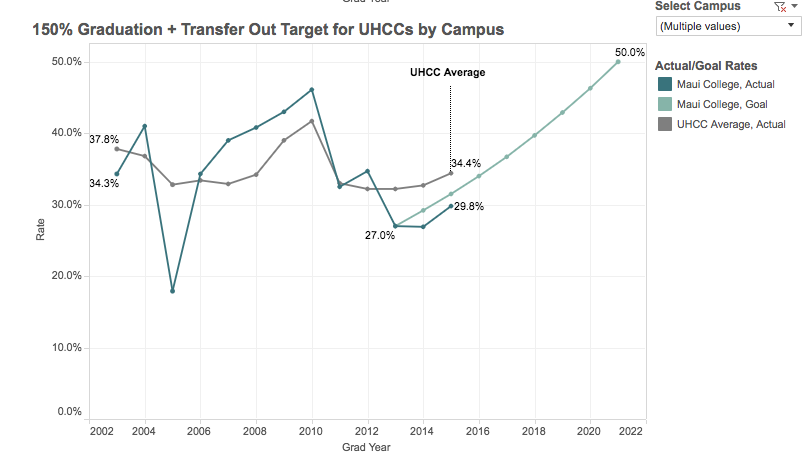 Grad Year
150% Graduation + Transfer Out Target for UHCCs by Campus
Select Campus
(Multiple values)
Actual/Goal Rates
Maui College, Actual
Maui College, Goal
UHCC Average, Actual
50.0%
50.0%
UHCC Average
40.0%
37.8%
34.4%
34.3%
30.0%
29.8%
27.0%
Rate
20.0%
10.0%
0.0%
2002 2004 2006 2008 2010 2012 2014 2016 2018 2020 2022
Grad Year